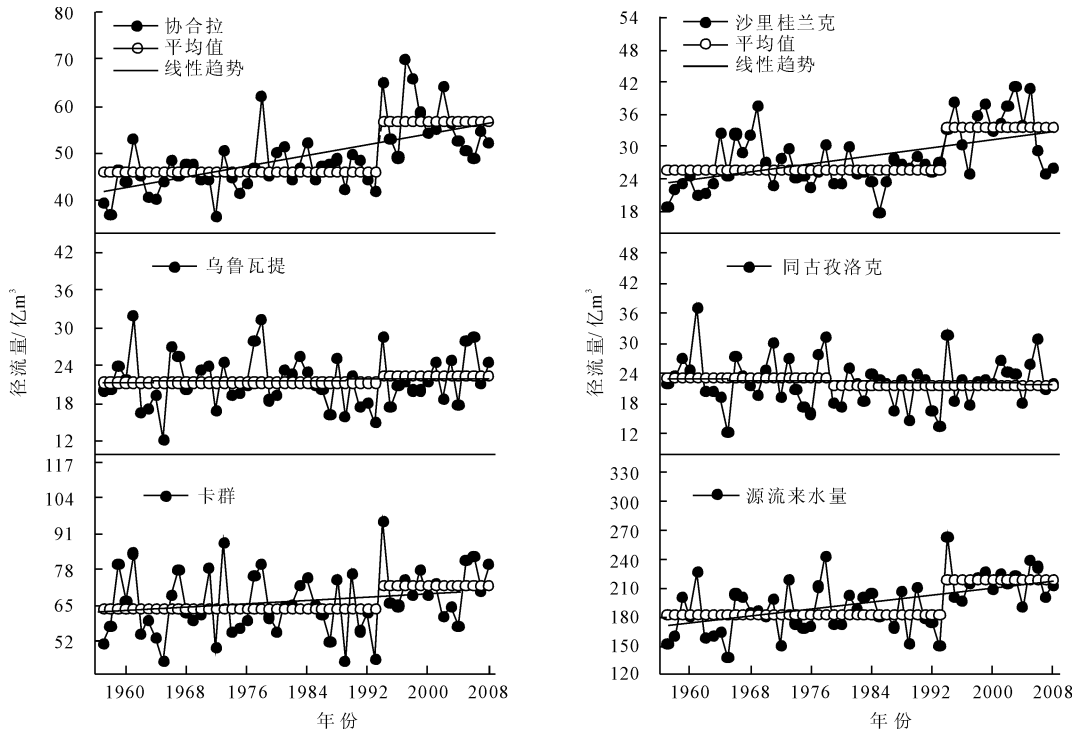 协合拉
平均值
线性趋势
80
70
60
50
40
乌鲁瓦提
42
36
30
24
18
12
卡群
117
104
91
78
65
52
径流量/亿m³
1960 1968 1976 1984 1992 2000 2008
年份
沙里桂兰克
平均值
线性趋势
54
48
42
36
30
24
18
同古孜洛克
48
42
36
30
24
18
12
源流来水量
330
300
270
240
210
180
150
120
径流量/亿m³
1960 1968 1976 1984 1992 2000 2008
年份